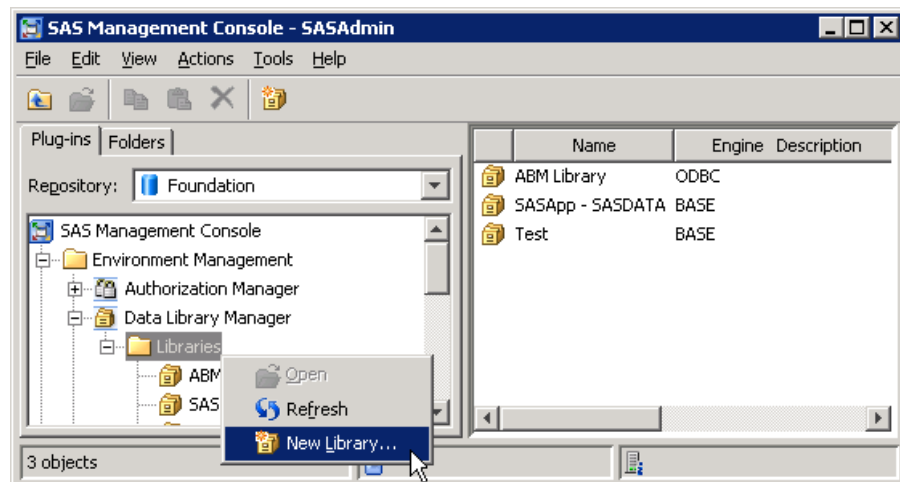 SAS Management Console - SASAdmin
File Edit View Actions Tools Help
Plug-ins Folders
Repository: Foundation
SAS Management Console
Environment Management
Authorization Manager
Data Library Manager
Libraries
ABM
SAS
Open
Refresh
New Library...
Name Engine Description
ABM Library ODBC
SASApp - SASDATA BASE
Test BASE
3 objects